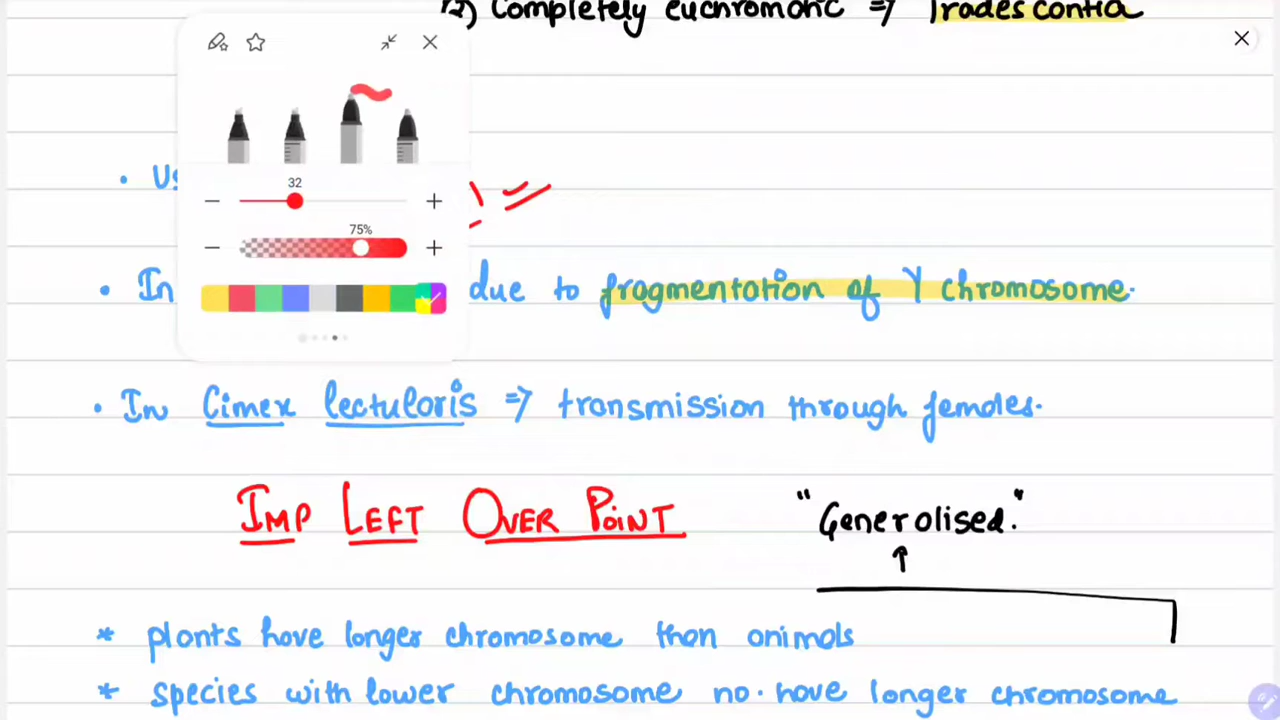 12) Completely euchromatic ⇒ Tradescantia
32
• Us
75%
• In due to fragmentation of Y chromosome.
• In Cimex lectularis ⇒ transmission through females.
IMP LEFT OVER POINT
"Generalised."
* plants have longer chromosome than animals
* species with lower chromosome no. have longer chromosome